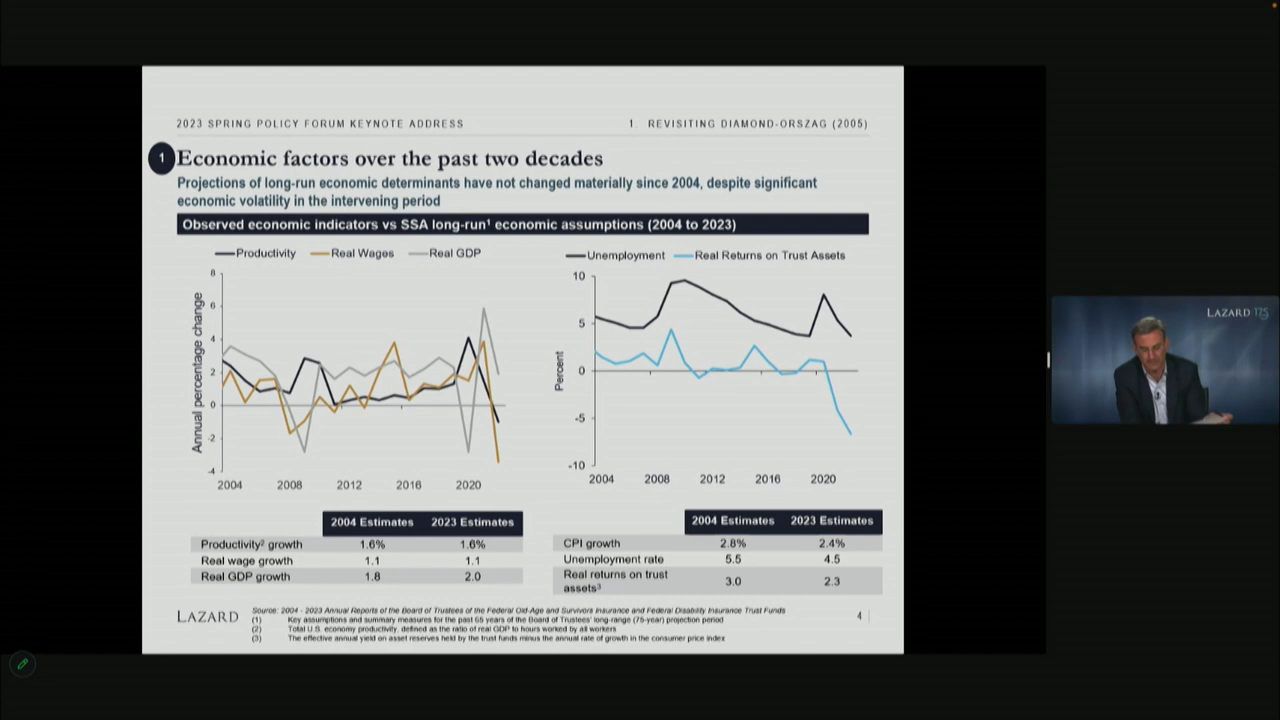 2023 SPRING POLICY FORUM KEYNOTE ADDRESS
1. REVISITING DIAMOND-ORSZAG (2005)
1
Economic factors over the past two decades
Projections of long-run economic determinants have not changed materially since 2004, despite significant
economic volatility in the intervening period
Observed economic indicators vs SSA long-run¹ economic assumptions (2004 to 2023)
Productivity Real Wages Real GDP
Annual percentage change
8
6
4
2
0
-2
-4
2004 2008 2012 2016 2020
Unemployment Real Returns on Trust Assets
Percent
10
5
0
-5
-10
2004 2008 2012 2016 2020
2004 Estimates 2023 Estimates
Productivity² growth 1.6% 1.6%
Real wage growth 1.1 1.1
Real GDP growth 1.8 2.0
2004 Estimates 2023 Estimates
CPI growth 2.8% 2.4%
Unemployment rate 5.5 4.5
Real returns on trust
assets³ 3.0 2.3
LAZARD
Source: 2004 - 2023 Annual Reports of the Board of Trustees of the Federal Old-Age and Survivors Insurance and Federal Disability Insurance Trust Funds
(1) Key assumptions and summary measures for the past 65 years of the Board of Trustees' long-range (75-year) projection period
(2) Total U.S. economy productivity, defined as the ratio of real GDP to hours worked by all workers
(3) The effective annual yield on asset reserves held by the trust funds minus the annual rate of growth in the consumer price index
4
LAZARD 175